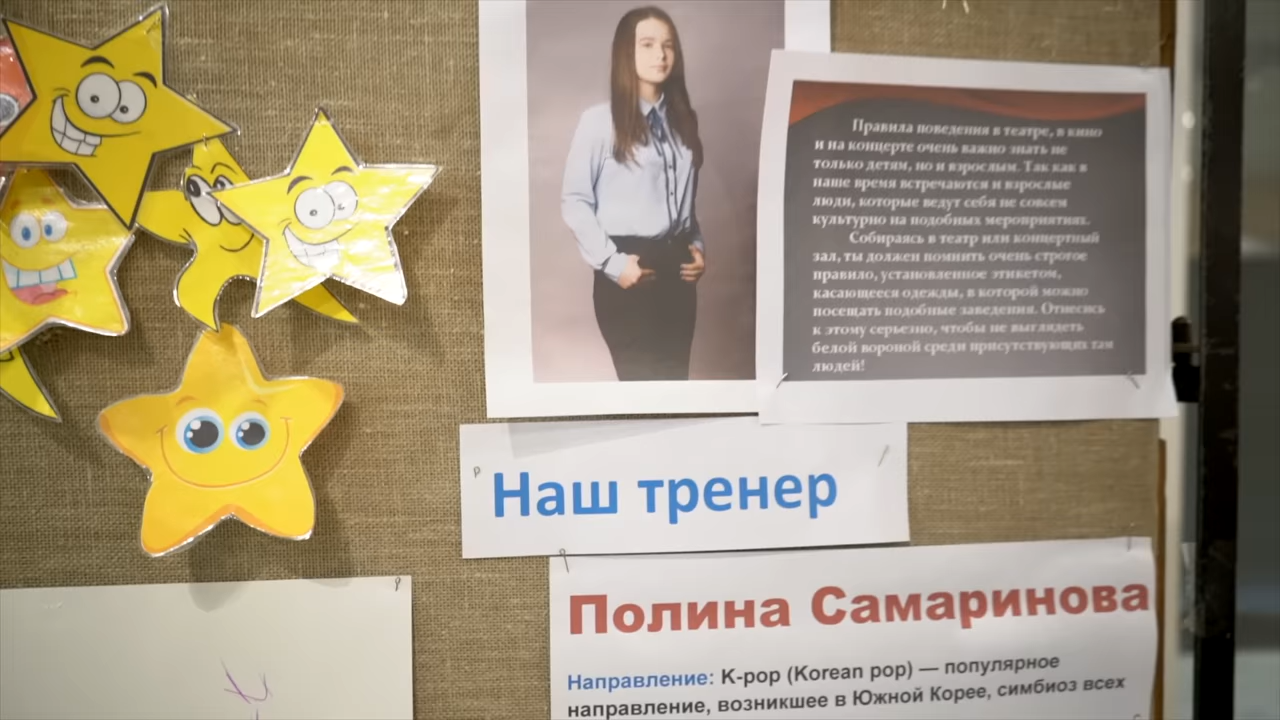 Правила поведения в театре, в кино
и на концерте очень важно знать не
только детям, но и взрослым. Так как в
наше время встречаются и взрослые
люди, которые ведут себя не совсем
культурно на подобных мероприятиях.
Собираясь в театр или концертный
зал, ты должен помнить очень строгое
правило, установленное этикетом,
касающееся одежды, в которой можно
посещать подобные заведения. Отнесись
к этому серьезно, чтобы не выглядеть
белой вороной среди присутствующих там
людей!
Наш тренер
Полина Самаринова
Направление: K-pop (Korean pop) — популярное
направление, возникшее в Южной Корее, симбиоз всех